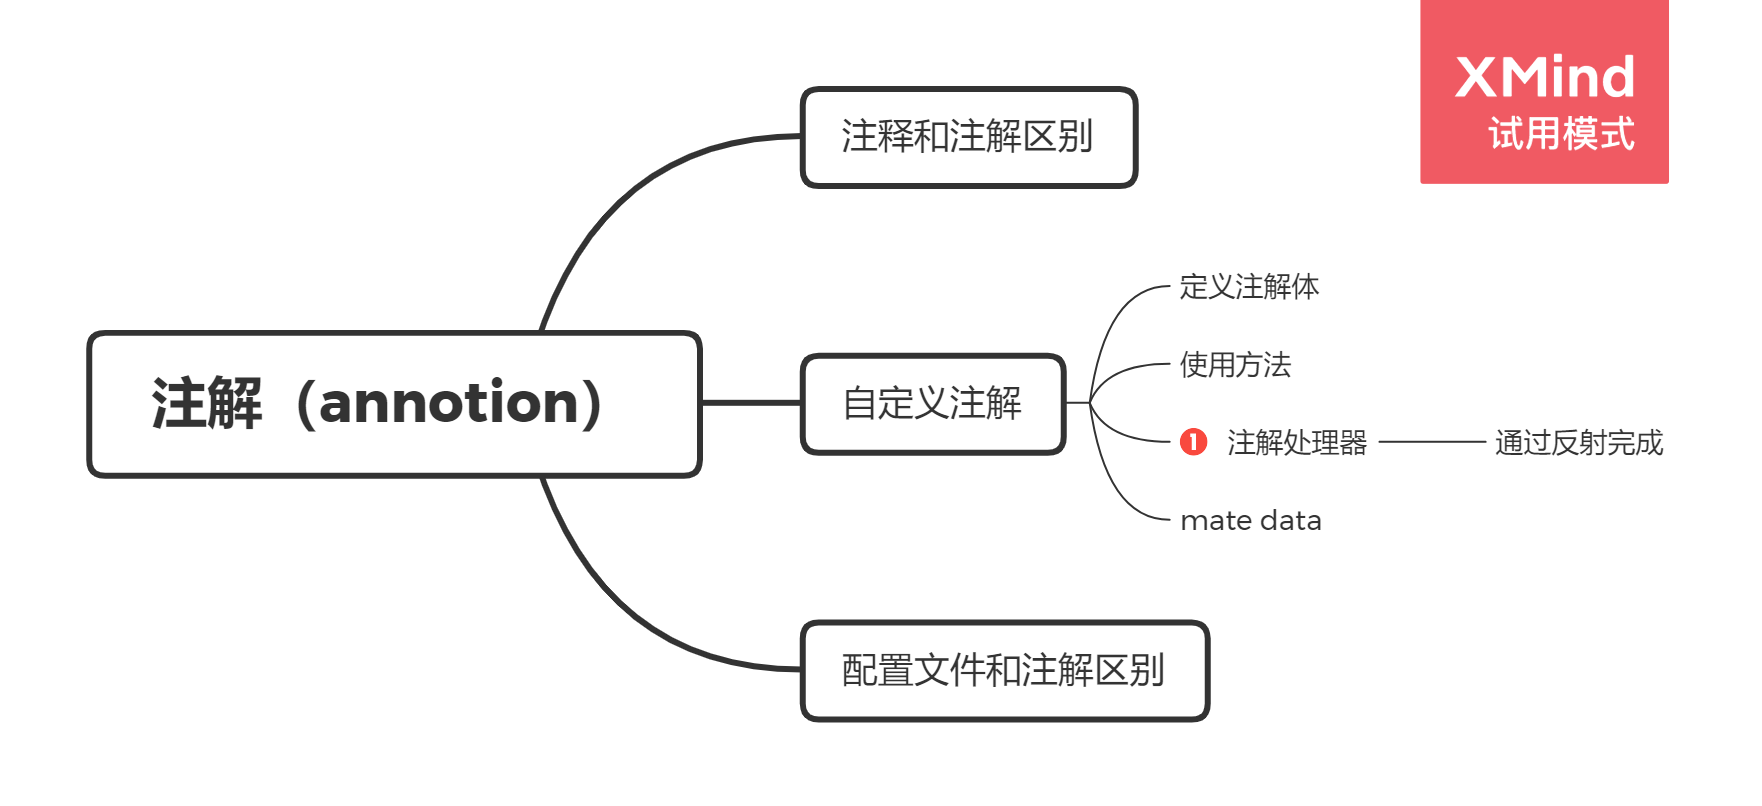 XMind
试用模式
注释和注解区别
定义注解体
使用方法
注解（annotion）
自定义注解
1 注解处理器
通过反射完成
mate data
配置文件和注解区别